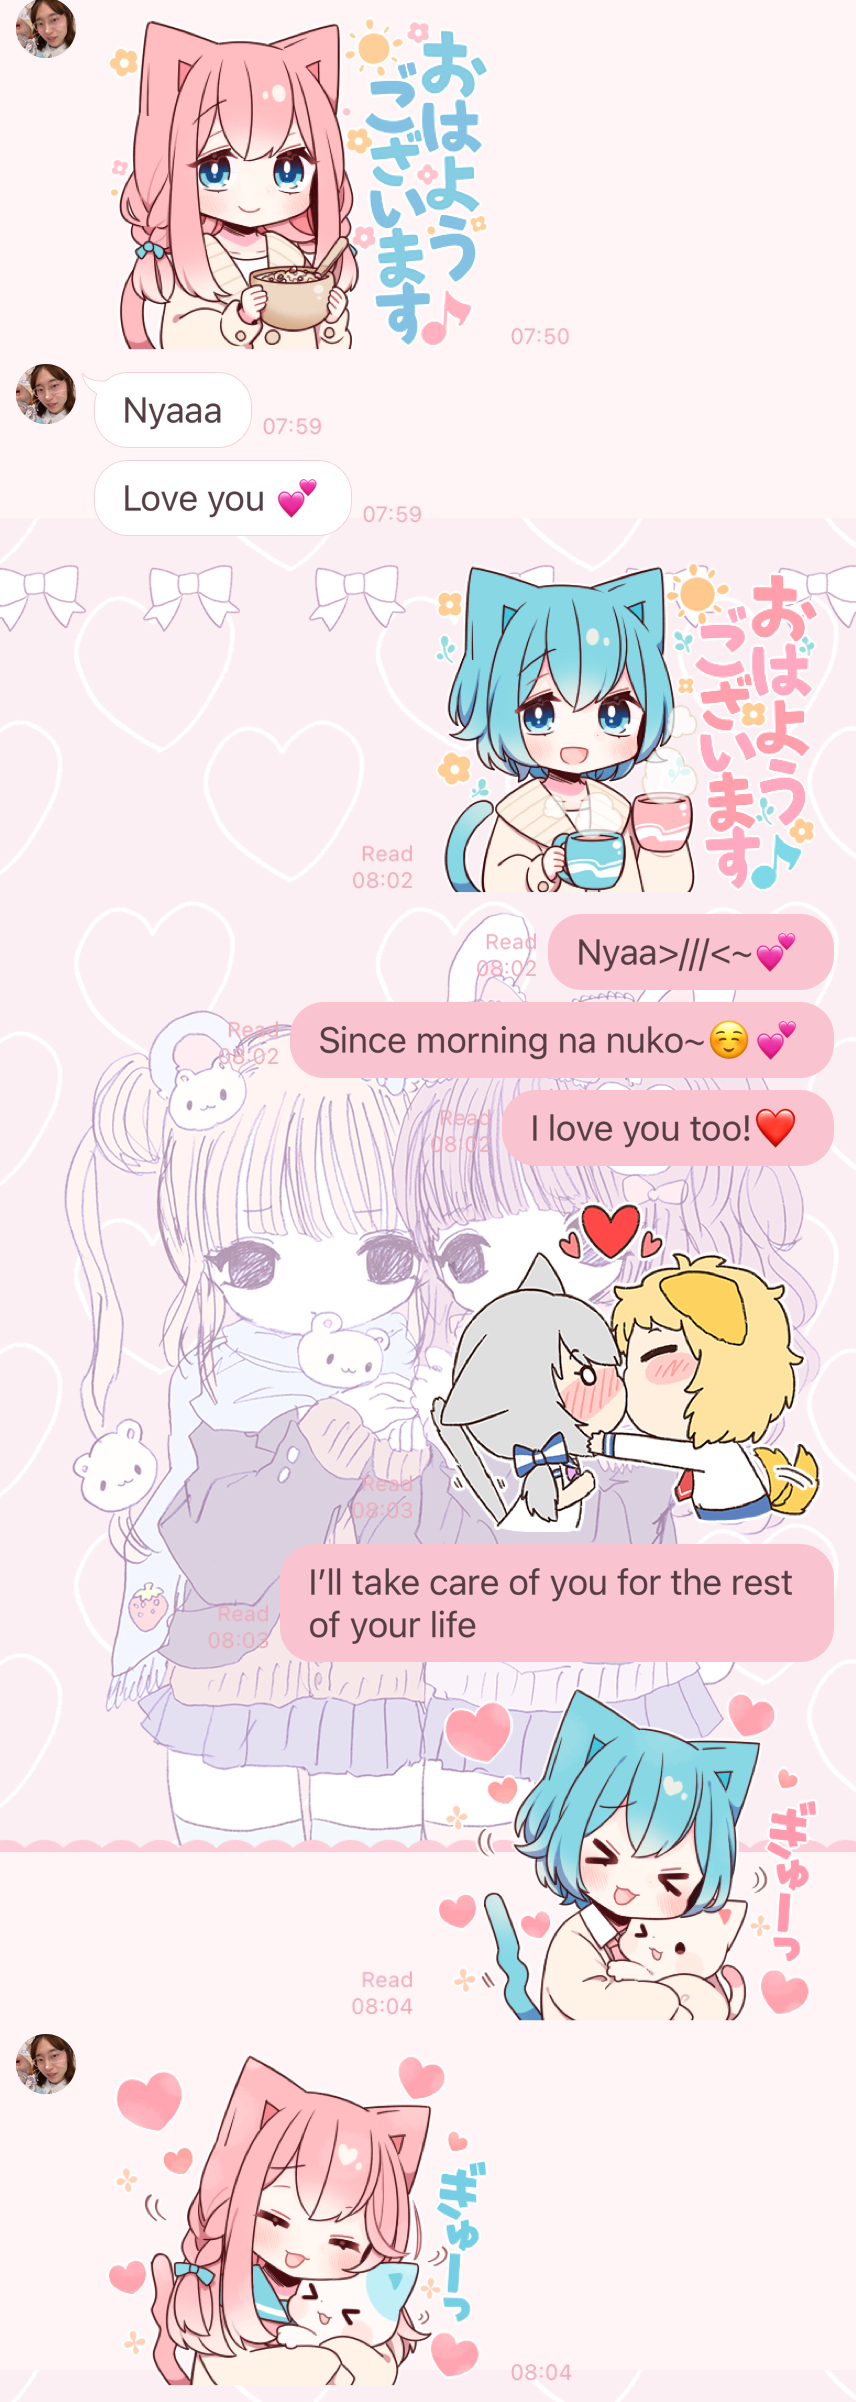 おはよう
ございます
07:50
Nyaaa
07:59
Love you 💕
07:59
おはよう
ございます
Read
08:02
Nyaa>///<~💕
Read
08:02
Since morning na nuko~☺️💕
Read
08:02
I love you too!❤️
Read
08:02
Read
08:03
I’ll take care of you for the rest
of your life
Read
08:03
ぎゅーっ
Read
08:04
ぎゅーっ
08:04